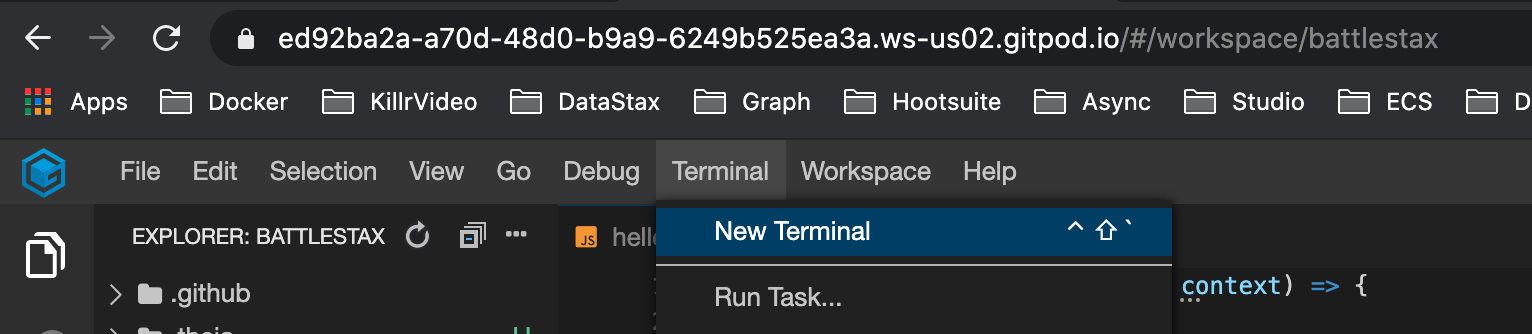 ed92ba2a-a70d-48d0-b9a9-6249b525ea3a.ws-us02.gitpod.io/#/workspace/battlestax
Apps Docker KillrVideo DataStax Graph Hootsuite Async Studio ECS D
File Edit Selection View Go Debug Terminal Workspace Help
EXPLORER: BATTLESTAX JS hello
New Terminal ^⇧`
.github context) => {
Run Task...